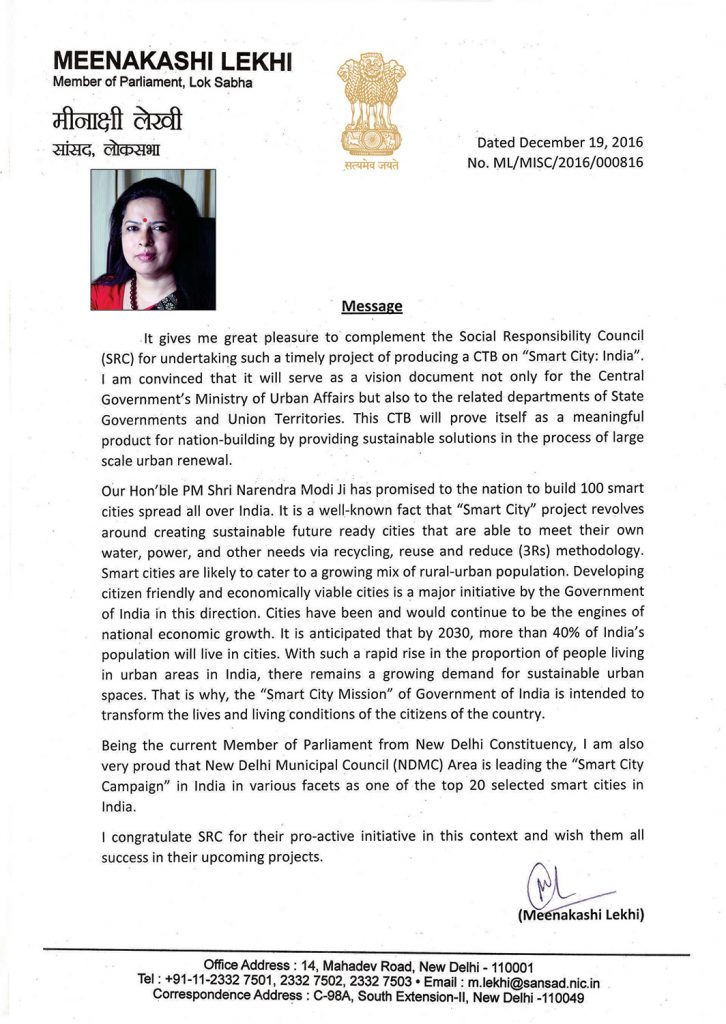 MEENAKASHI LEKHI
Member of Parliament, Lok Sabha
मीनाक्षी लेखी
सांसद, लोकसभा
सत्यमेव जयते
Dated December 19, 2016
No. ML/MISC/2016/000816
Message
It gives me great pleasure to complement the Social Responsibility Council
(SRC) for undertaking such a timely project of producing a CTB on “Smart City: India”.
I am convinced that it will serve as a vision document not only for the Central
Government’s Ministry of Urban Affairs but also to the related departments of State
Governments and Union Territories. This CTB will prove itself as a meaningful
product for nation-building by providing sustainable solutions in the process of large
scale urban renewal.
Our Hon’ble PM Shri Narendra Modi Ji has promised to the nation to build 100 smart
cities spread all over India. It is a well-known fact that “Smart City” project revolves
around creating sustainable future ready cities that are able to meet their own
water, power, and other needs via recycling, reuse and reduce (3Rs) methodology.
Smart cities are likely to cater to a growing mix of rural-urban population. Developing
citizen friendly and economically viable cities is a major initiative by the Government
of India in this direction. Cities have been and would continue to be the engines of
national economic growth. It is anticipated that by 2030, more than 40% of India’s
population will live in cities. With such a rapid rise in the proportion of people living
in urban areas in India, there remains a growing demand for sustainable urban
spaces. That is why, the “Smart City Mission” of Government of India is intended to
transform the lives and living conditions of the citizens of the country.
Being the current Member of Parliament from New Delhi Constituency, I am also
very proud that New Delhi Municipal Council (NDMC) Area is leading the “Smart City
Campaign” in India in various facets as one of the top 20 selected smart cities in
India.
I congratulate SRC for their pro-active initiative in this context and wish them all
success in their upcoming projects.
ML
(Meenakashi Lekhi)
Office Address : 14, Mahadev Road, New Delhi - 110001
Tel : +91-11-2332 7501, 2332 7502, 2332 7503 • Email : m.lekhi@sansad.nic.in
Correspondence Address : C-98A, South Extension-II, New Delhi -110049